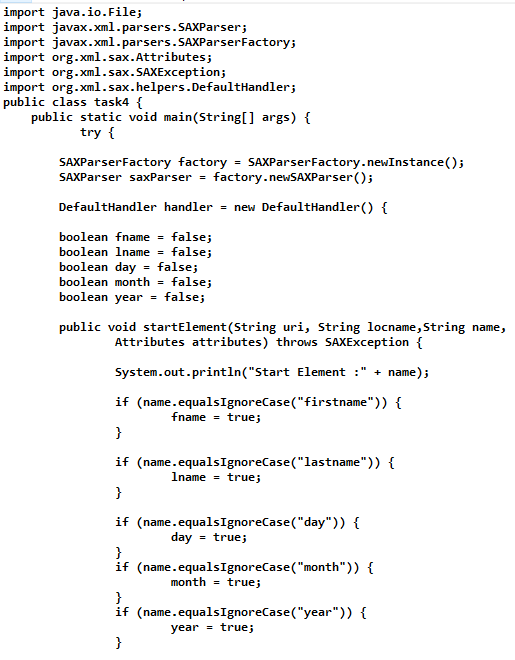 import java.io.File;
import javax.xml.parsers.SAXParser;
import javax.xml.parsers.SAXParserFactory;
import org.xml.sax.Attributes;
import org.xml.sax.SAXException;
import org.xml.sax.helpers.DefaultHandler;
public class task4 {
    public static void main(String[] args) {
           try {

        SAXParserFactory factory = SAXParserFactory.newInstance();
        SAXParser saxParser = factory.newSAXParser();

        DefaultHandler handler = new DefaultHandler() {

        boolean fname = false;
        boolean lname = false;
        boolean day = false;
        boolean month = false;
        boolean year = false;

        public void startElement(String uri, String locname,String name,
                Attributes attributes) throws SAXException {

                System.out.println("Start Element :" + name);

                if (name.equalsIgnoreCase("firstname")) {
                        fname = true;
                }

                if (name.equalsIgnoreCase("lastname")) {
                        lname = true;
                }

                if (name.equalsIgnoreCase("day")) {
                        day = true;
                }
                if (name.equalsIgnoreCase("month")) {
                        month = true;
                }
                if (name.equalsIgnoreCase("year")) {
                        year = true;
                }